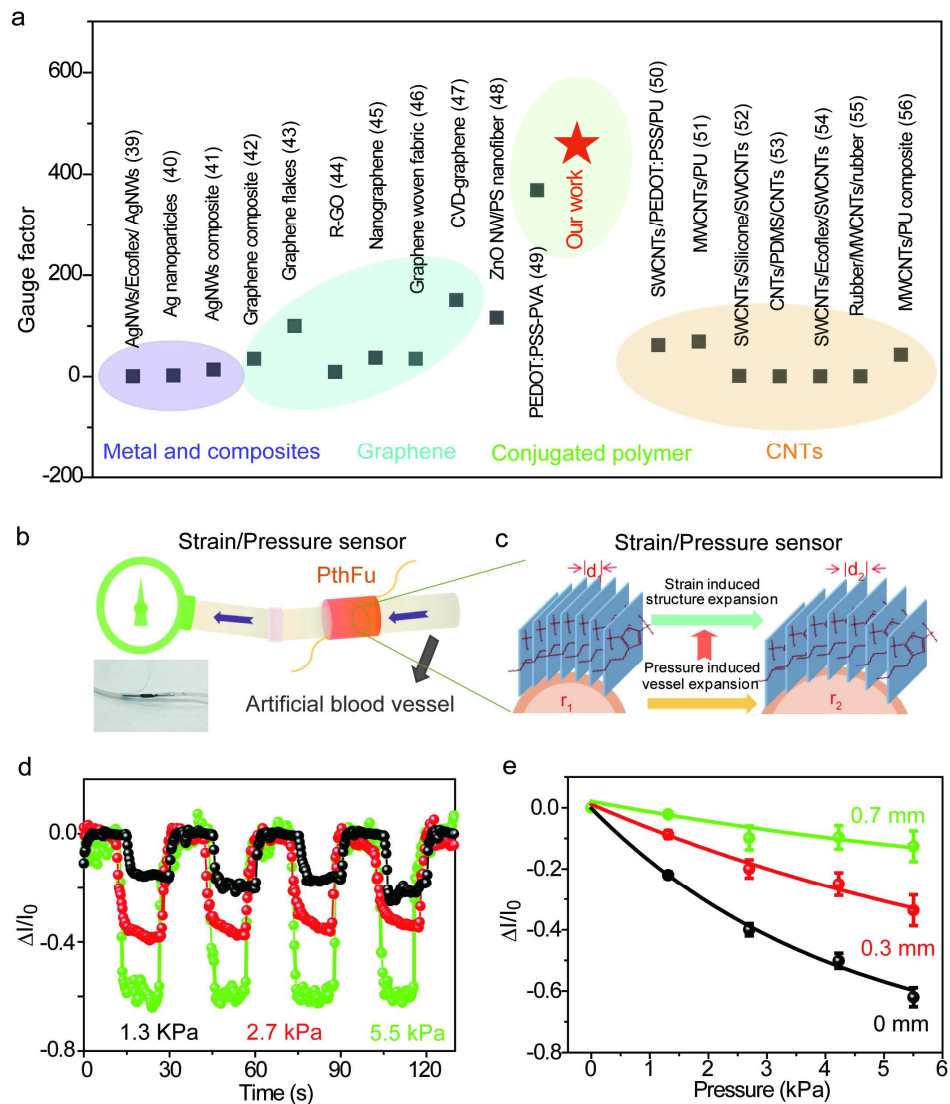 a
600
400
200
0
-200
Gauge factor
AgNWs/Ecoflex/ AgNWs (39)
Ag nanoparticles (40)
AgNWs composite (41)
Graphene composite (42)
Graphene flakes (43)
R-GO (44)
Nanographene (45)
Graphene woven fabric (46)
CVD-graphene (47)
ZnO NW/PS nanofiber (48)
PEDOT:PSS-PVA (49)
Our work
SWCNTs/PEDOT:PSS/PU (50)
MWCNTs/PU (51)
SWCNTs/Silicone/SWCNTs (52)
CNTs/PDMS/CNTs (53)
SWCNTs/Ecoflex/SWCNTs (54)
Rubber/MWCNTs/rubber (55)
MWCNTs/PU composite (56)
Metal and composites
Graphene
Conjugated polymer
CNTs
b
Strain/Pressure sensor
PthFu
Artificial blood vessel
c
Strain/Pressure sensor
d1
d2
Strain induced
structure expansion
Pressure induced
vessel expansion
r1
r2
d
0.0
-0.4
-0.8
ΔI/I0
1.3 KPa
2.7 kPa
5.5 kPa
0 30 60 90 120
Time (s)
e
0.0
-0.2
-0.4
-0.6
-0.8
ΔI/I0
0.7 mm
0.3 mm
0 mm
0 1 2 3 4 5 6
Pressure (kPa)